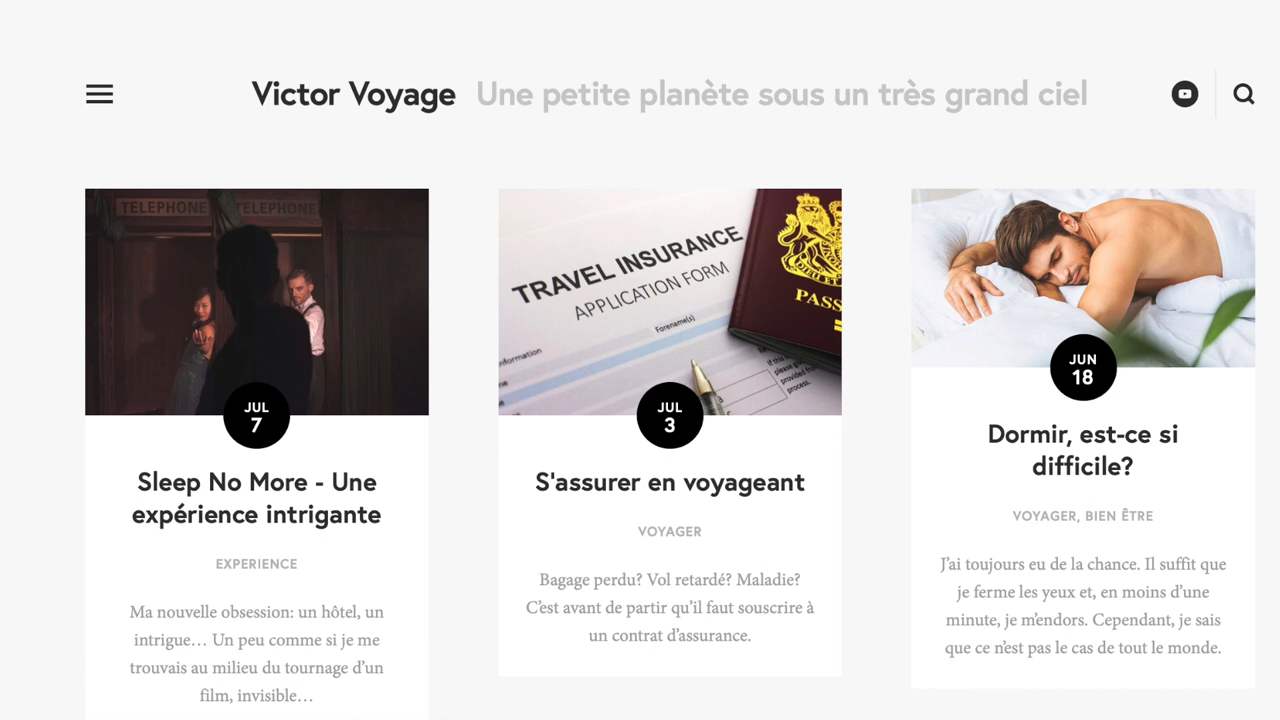 Victor Voyage Une petite planète sous un très grand ciel
TELEPHONE TELEPHONE
JUL
7
Sleep No More - Une
expérience intrigante
EXPERIENCE
Ma nouvelle obsession: un hôtel, un
intrigue… Un peu comme si je me
trouvais au milieu du tournage d’un
film, invisible…
TRAVEL INSURANCE
APPLICATION FORM
Forename(s)
PASS
JUL
3
S'assurer en voyageant
VOYAGER
Bagage perdu? Vol retardé? Maladie?
C’est avant de partir qu’il faut souscrire à
un contrat d’assurance.
JUN
18
Dormir, est-ce si
difficile?
VOYAGER, BIEN ÊTRE
J’ai toujours eu de la chance. Il suffit que
je ferme les yeux et, en moins d’une
minute, je m’endors. Cependant, je sais
que ce n’est pas le cas de tout le monde.